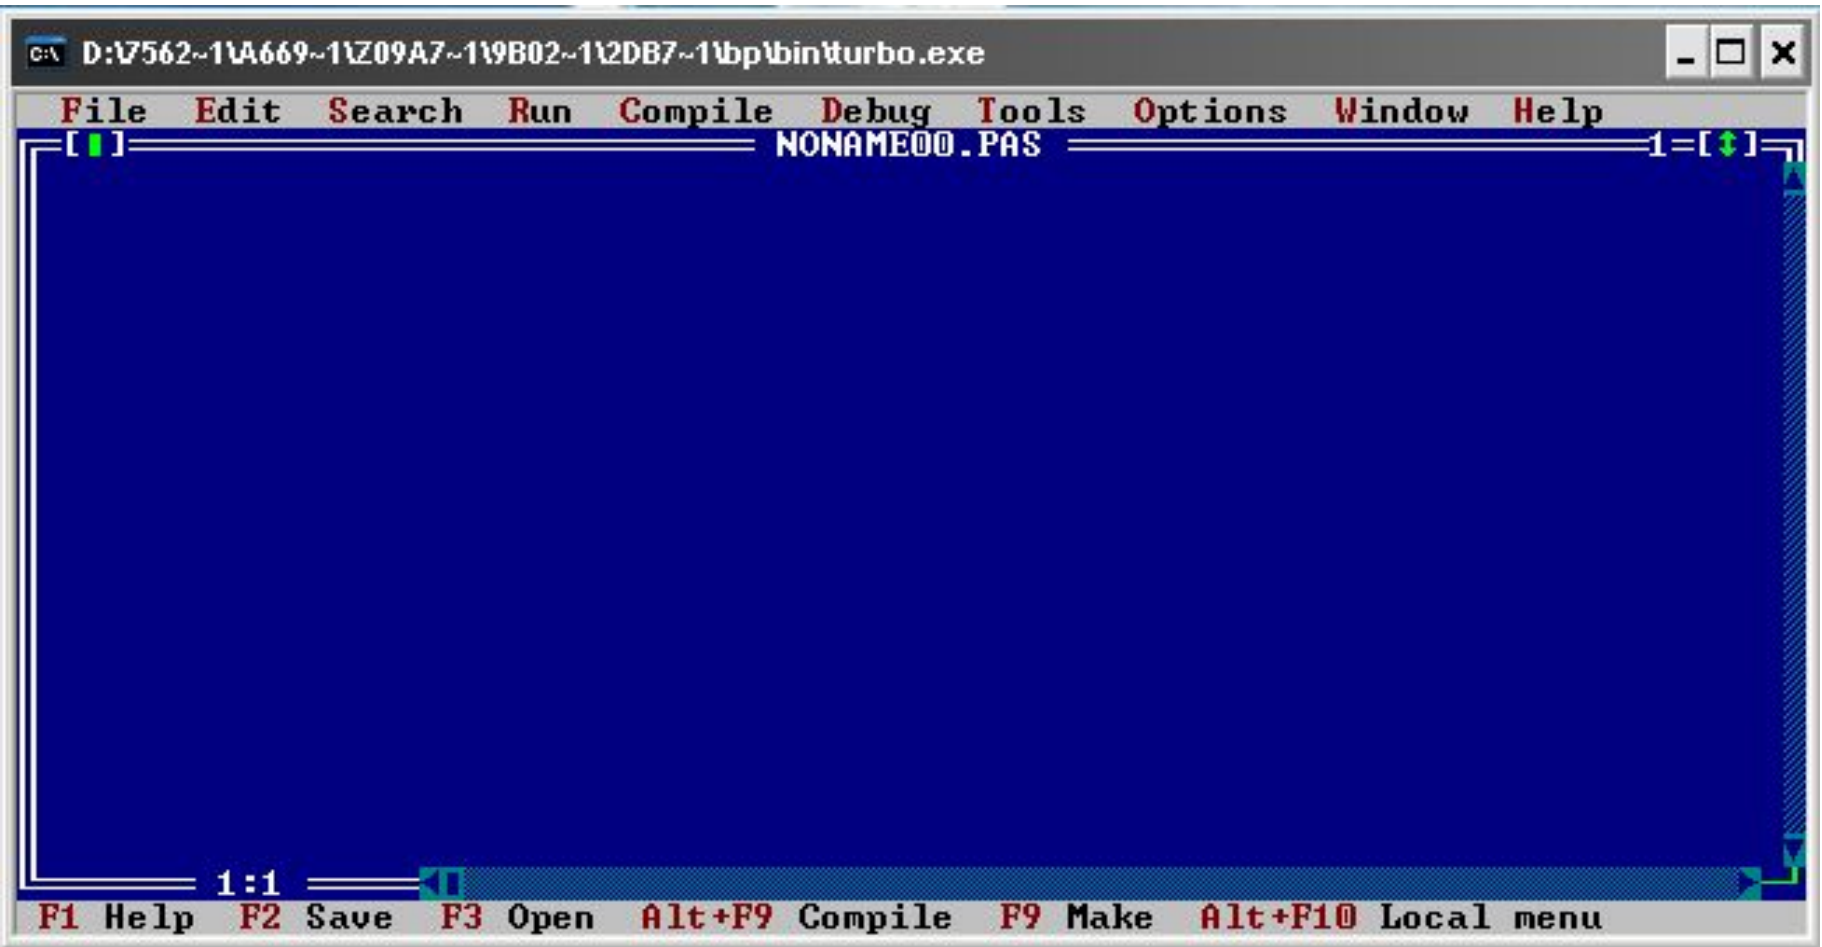 D:\7562~1\A669~1\Z09A7~1\9B02~1\2DB7~1\bp\bin\turbo.exe
File Edit Search Run Compile Debug Tools Options Window Help
[▮] NONAME00.PAS 1=[↕]
1:1
F1 Help F2 Save F3 Open Alt+F9 Compile F9 Make Alt+F10 Local menu